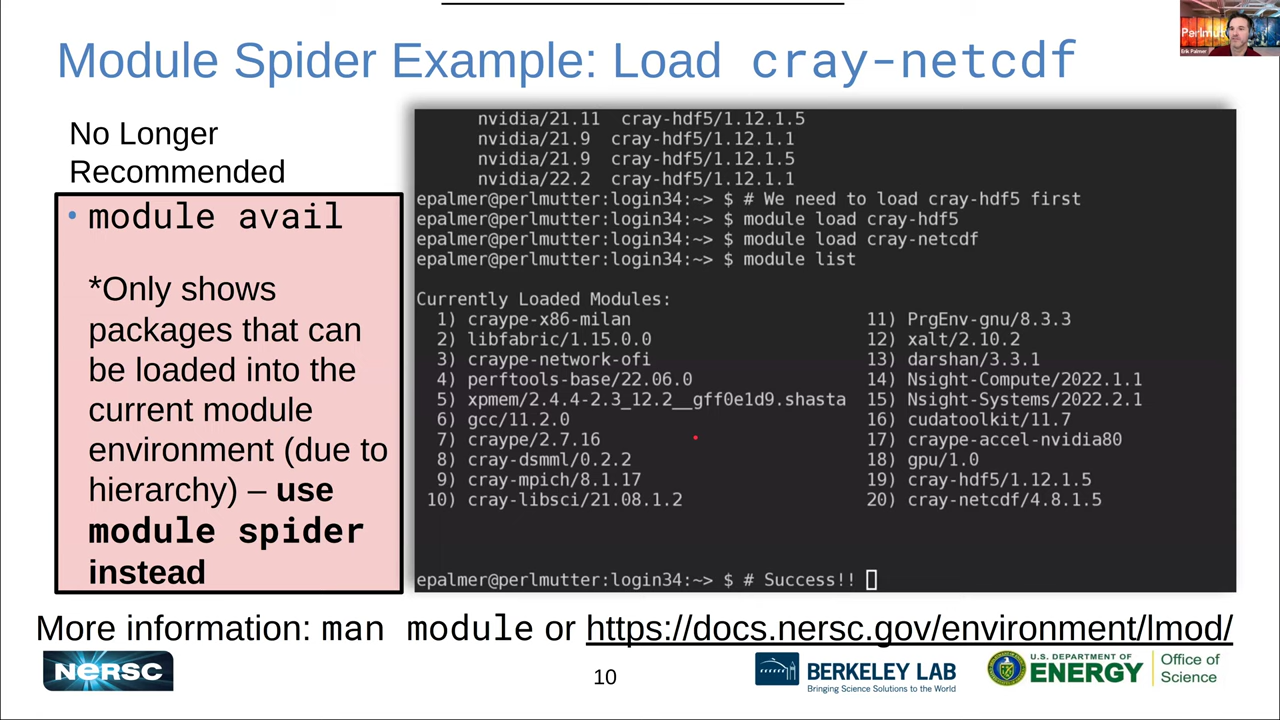 Module Spider Example: Load cray-netcdf
Perlmut
Erik Palmer
No Longer
Recommended
• module avail
*Only shows
packages that can
be loaded into the
current module
environment (due to
hierarchy) – use
module spider
instead
nvidia/21.11 cray-hdf5/1.12.1.5
nvidia/21.9 cray-hdf5/1.12.1.1
nvidia/21.9 cray-hdf5/1.12.1.5
nvidia/22.2 cray-hdf5/1.12.1.1
epalmer@perlmutter:login34:~> $ # We need to load cray-hdf5 first
epalmer@perlmutter:login34:~> $ module load cray-hdf5
epalmer@perlmutter:login34:~> $ module load cray-netcdf
epalmer@perlmutter:login34:~> $ module list
Currently Loaded Modules:
1) craype-x86-milan 11) PrgEnv-gnu/8.3.3
2) libfabric/1.15.0.0 12) xalt/2.10.2
3) craype-network-ofi 13) darshan/3.3.1
4) perftools-base/22.06.0 14) Nsight-Compute/2022.1.1
5) xpmem/2.4.4-2.3_12.2__gff0e1d9.shasta 15) Nsight-Systems/2022.2.1
6) gcc/11.2.0 16) cudatoolkit/11.7
7) craype/2.7.16 17) craype-accel-nvidia80
8) cray-dsmml/0.2.2 18) gpu/1.0
9) cray-mpich/8.1.17 19) cray-hdf5/1.12.1.5
10) cray-libsci/21.08.1.2 20) cray-netcdf/4.8.1.5
epalmer@perlmutter:login34:~> $ # Success!!
More information: man module or https://docs.nersc.gov/environment/lmod/
NERSC
10
BERKELEY LAB
Bringing Science Solutions to the World
U.S. DEPARTMENT OF
ENERGY
Office of
Science